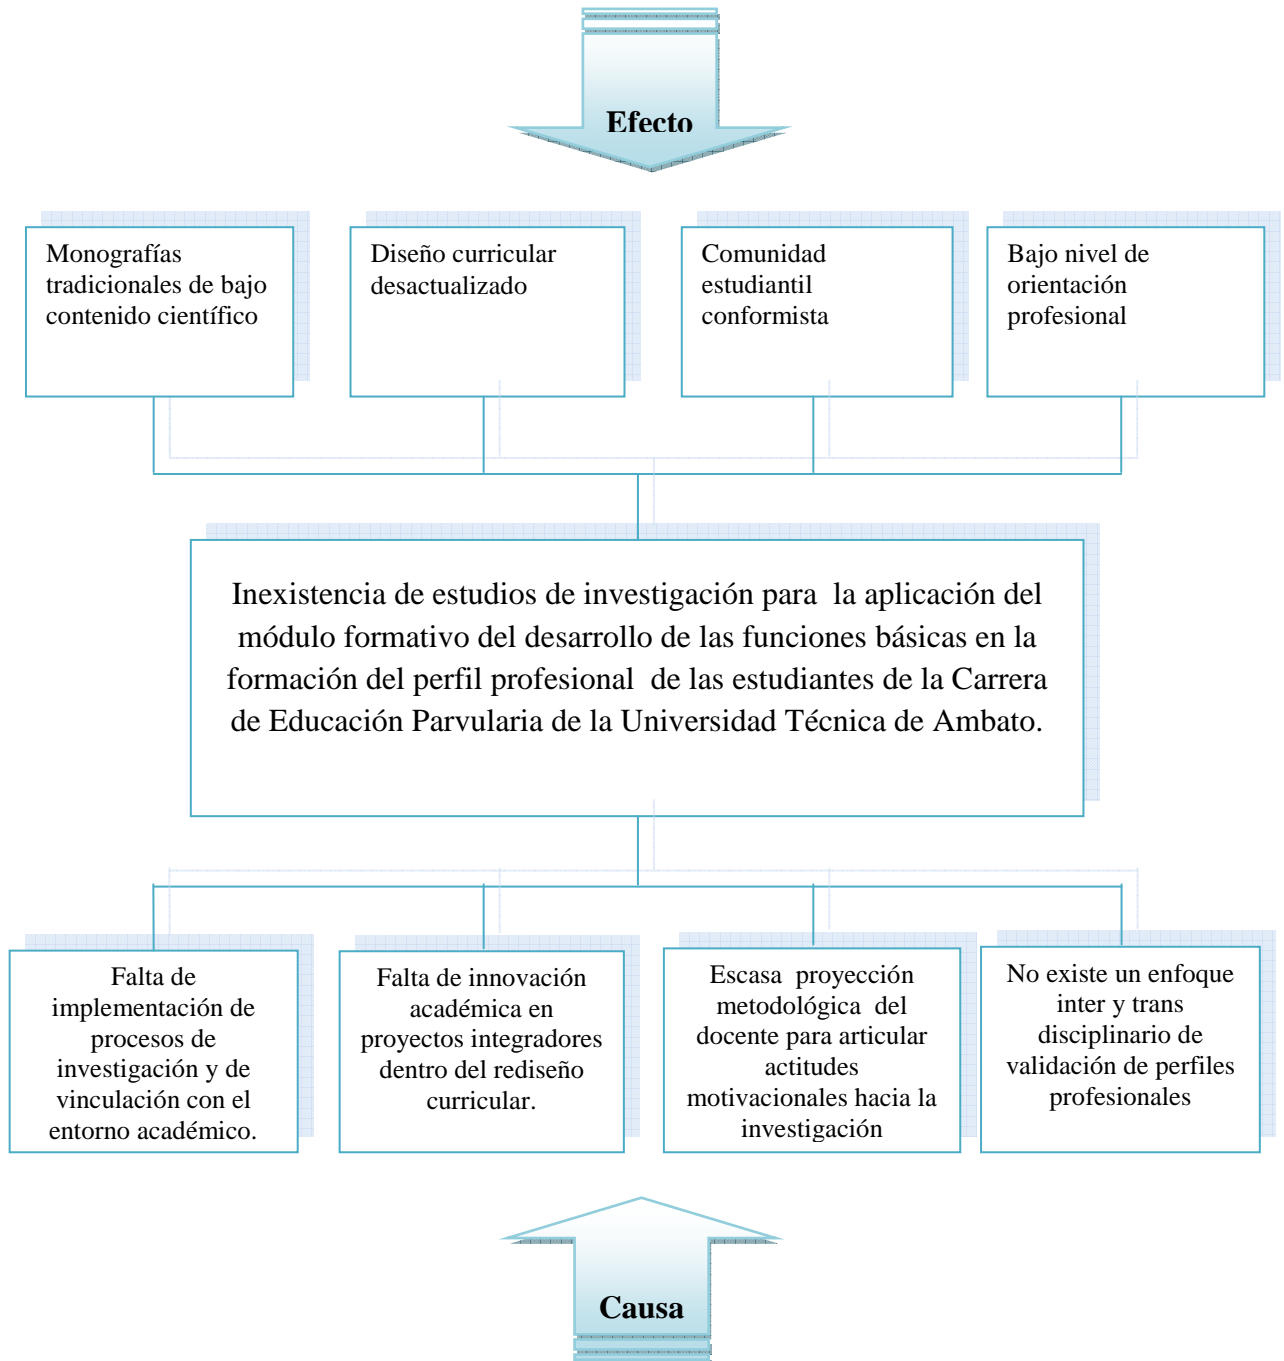 Efecto
Monografías
tradicionales de bajo
contenido científico
Diseño curricular
desactualizado
Comunidad
estudiantil
conformista
Bajo nivel de
orientación
profesional
Inexistencia de estudios de investigación para la aplicación del
módulo formativo del desarrollo de las funciones básicas en la
formación del perfil profesional de las estudiantes de la Carrera
de Educación Parvularia de la Universidad Técnica de Ambato.
Falta de
implementación de
procesos de
investigación y de
vinculación con el
entorno académico.
Falta de innovación
académica en
proyectos integradores
dentro del rediseño
curricular.
Escasa proyección
metodológica del
docente para articular
actitudes
motivacionales hacia la
investigación
No existe un enfoque
inter y trans
disciplinario de
validación de perfiles
profesionales
Causa